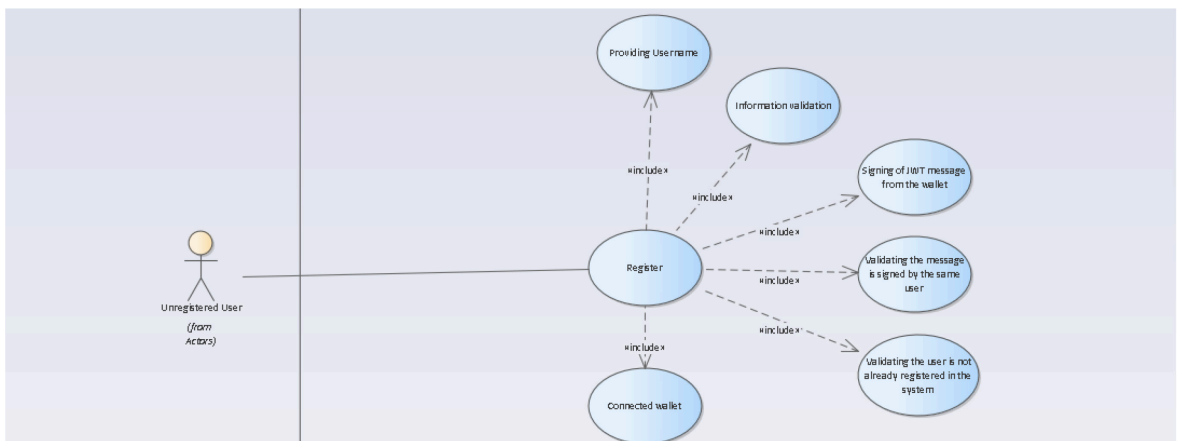 Providing Username
Information validation
«include»
Signing of JWT message
from the wallet
«include»
«include»
Register
Validating the message
is signed by the same
user
«include»
Unregistered User
(from
Actors)
«include»
«include»
Validating the user is not
already registered in the
system
Connected wallet